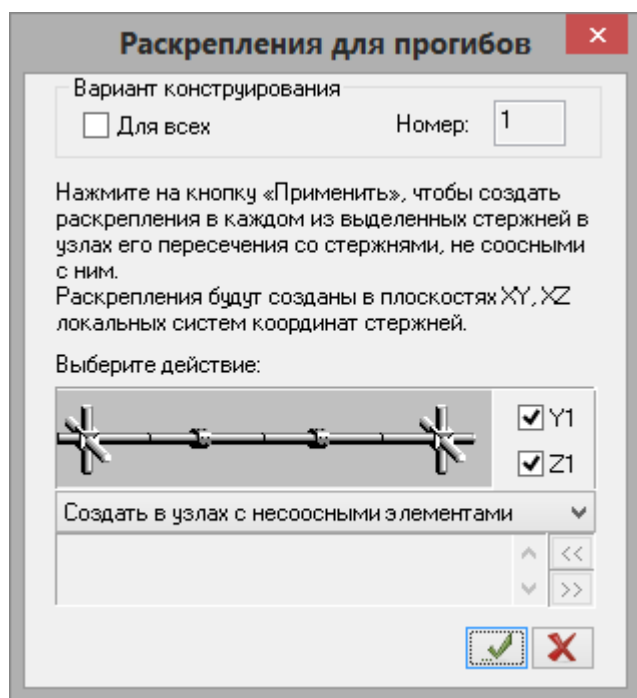 Раскрепления для прогибов
Вариант конструирования
Для всех
Номер: 1
Нажмите на кнопку «Применить», чтобы создать
раскрепления в каждом из выделенных стержней в
узлах его пересечения со стержнями, не соосными
с ним.
Раскрепления будут созданы в плоскостях XY, XZ
локальных систем координат стержней.
Выберите действие:
Y1
Z1
Создать в узлах с несоосными элементами
<<
>>